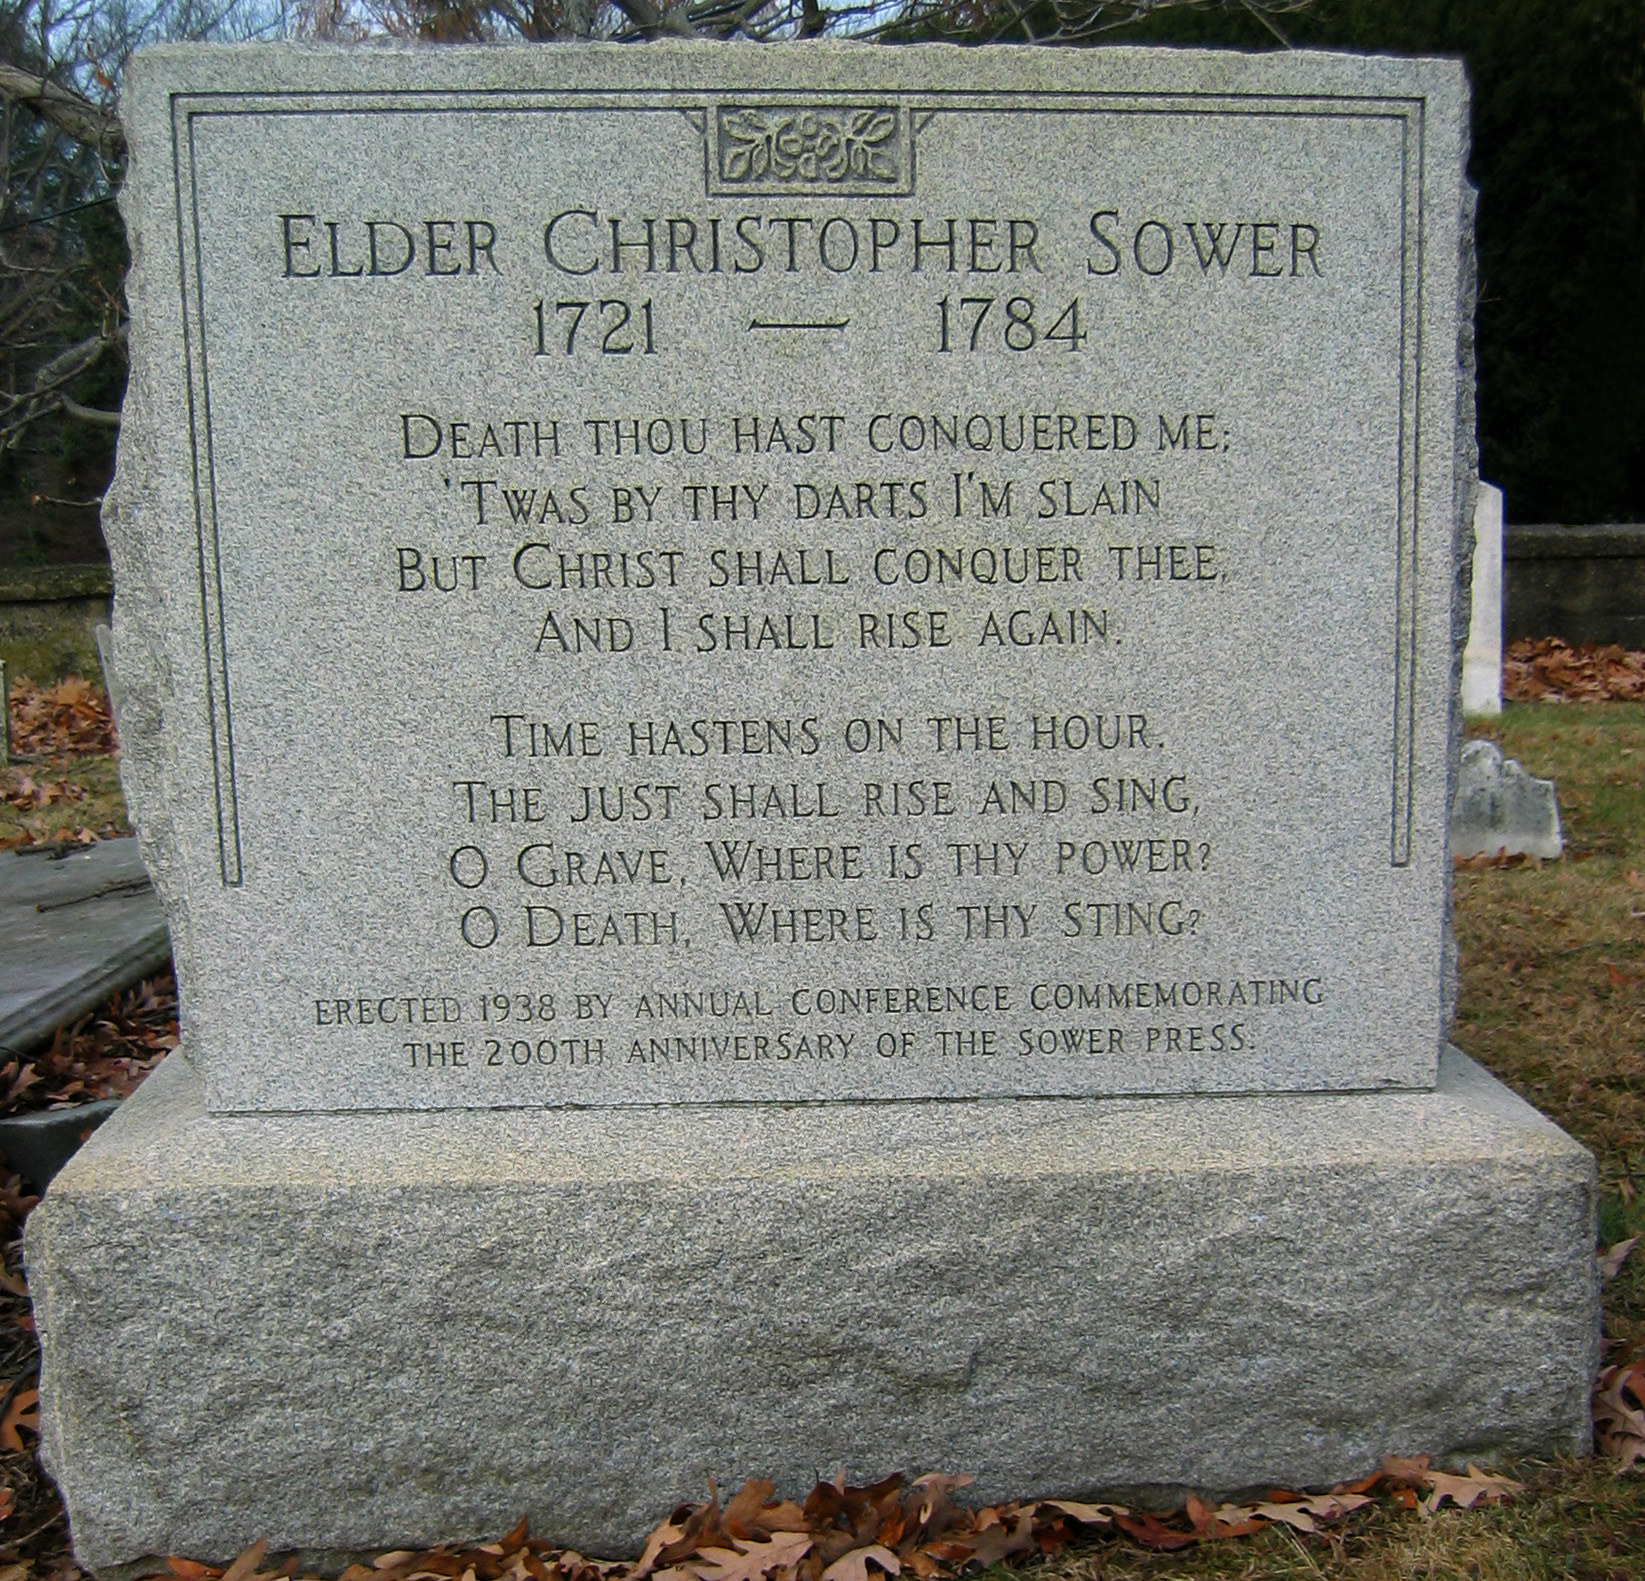 ELDER CHRISTOPHER SOWER
1721 — 1784
DEATH THOU HAST CONQUERED ME;
'TWAS BY THY DARTS I'M SLAIN
BUT CHRIST SHALL CONQUER THEE,
AND I SHALL RISE AGAIN.
TIME HASTENS ON THE HOUR.
THE JUST SHALL RISE AND SING,
O GRAVE, WHERE IS THY POWER?
O DEATH, WHERE IS THY STING?
ERECTED 1938 BY ANNUAL CONFERENCE COMMEMORATING
THE 200TH ANNIVERSARY OF THE SOWER PRESS.